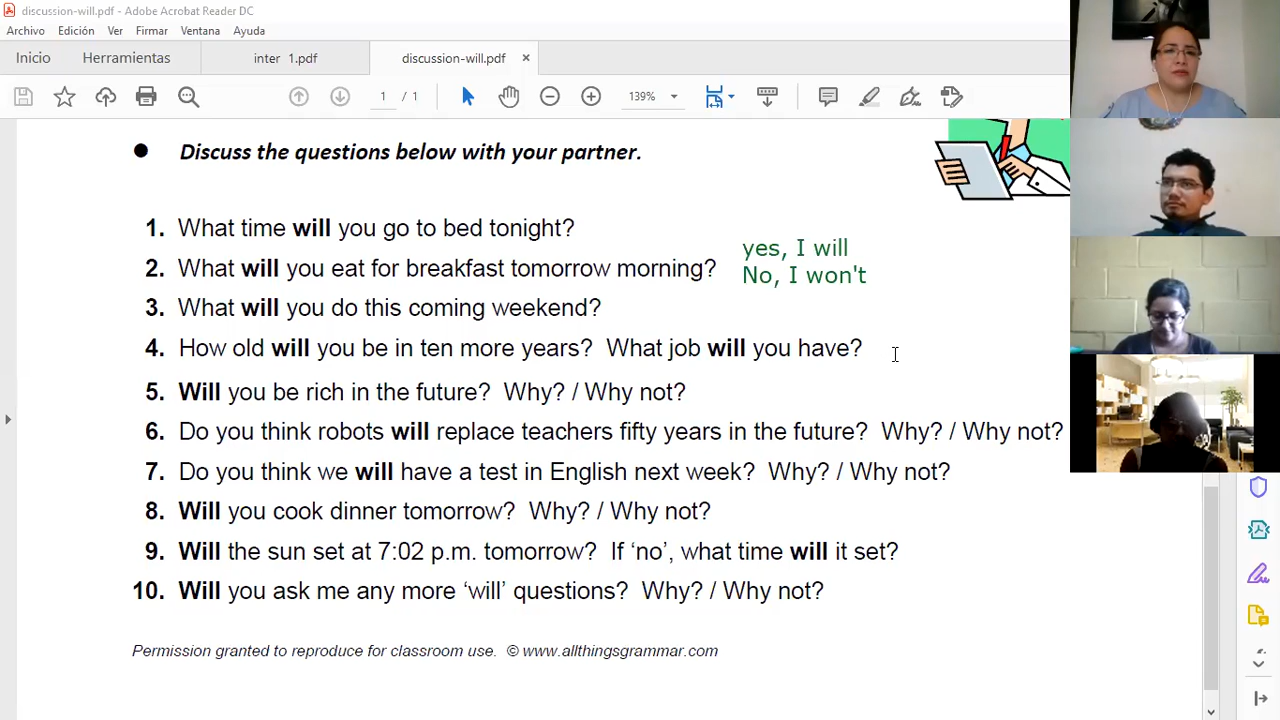 discussion-will.pdf - Adobe Acrobat Reader DC
Archivo Edición Ver Firmar Ventana Ayuda
Inicio Herramientas inter 1.pdf discussion-will.pdf ×
1 / 1 139%
● Discuss the questions below with your partner.
1. What time will you go to bed tonight?
yes, I will
2. What will you eat for breakfast tomorrow morning?
No, I won't
3. What will you do this coming weekend?
4. How old will you be in ten more years? What job will you have?
5. Will you be rich in the future? Why? / Why not?
6. Do you think robots will replace teachers fifty years in the future? Why? / Why not?
7. Do you think we will have a test in English next week? Why? / Why not?
8. Will you cook dinner tomorrow? Why? / Why not?
9. Will the sun set at 7:02 p.m. tomorrow? If ‘no’, what time will it set?
10. Will you ask me any more ‘will’ questions? Why? / Why not?
Permission granted to reproduce for classroom use. © www.allthingsgrammar.com